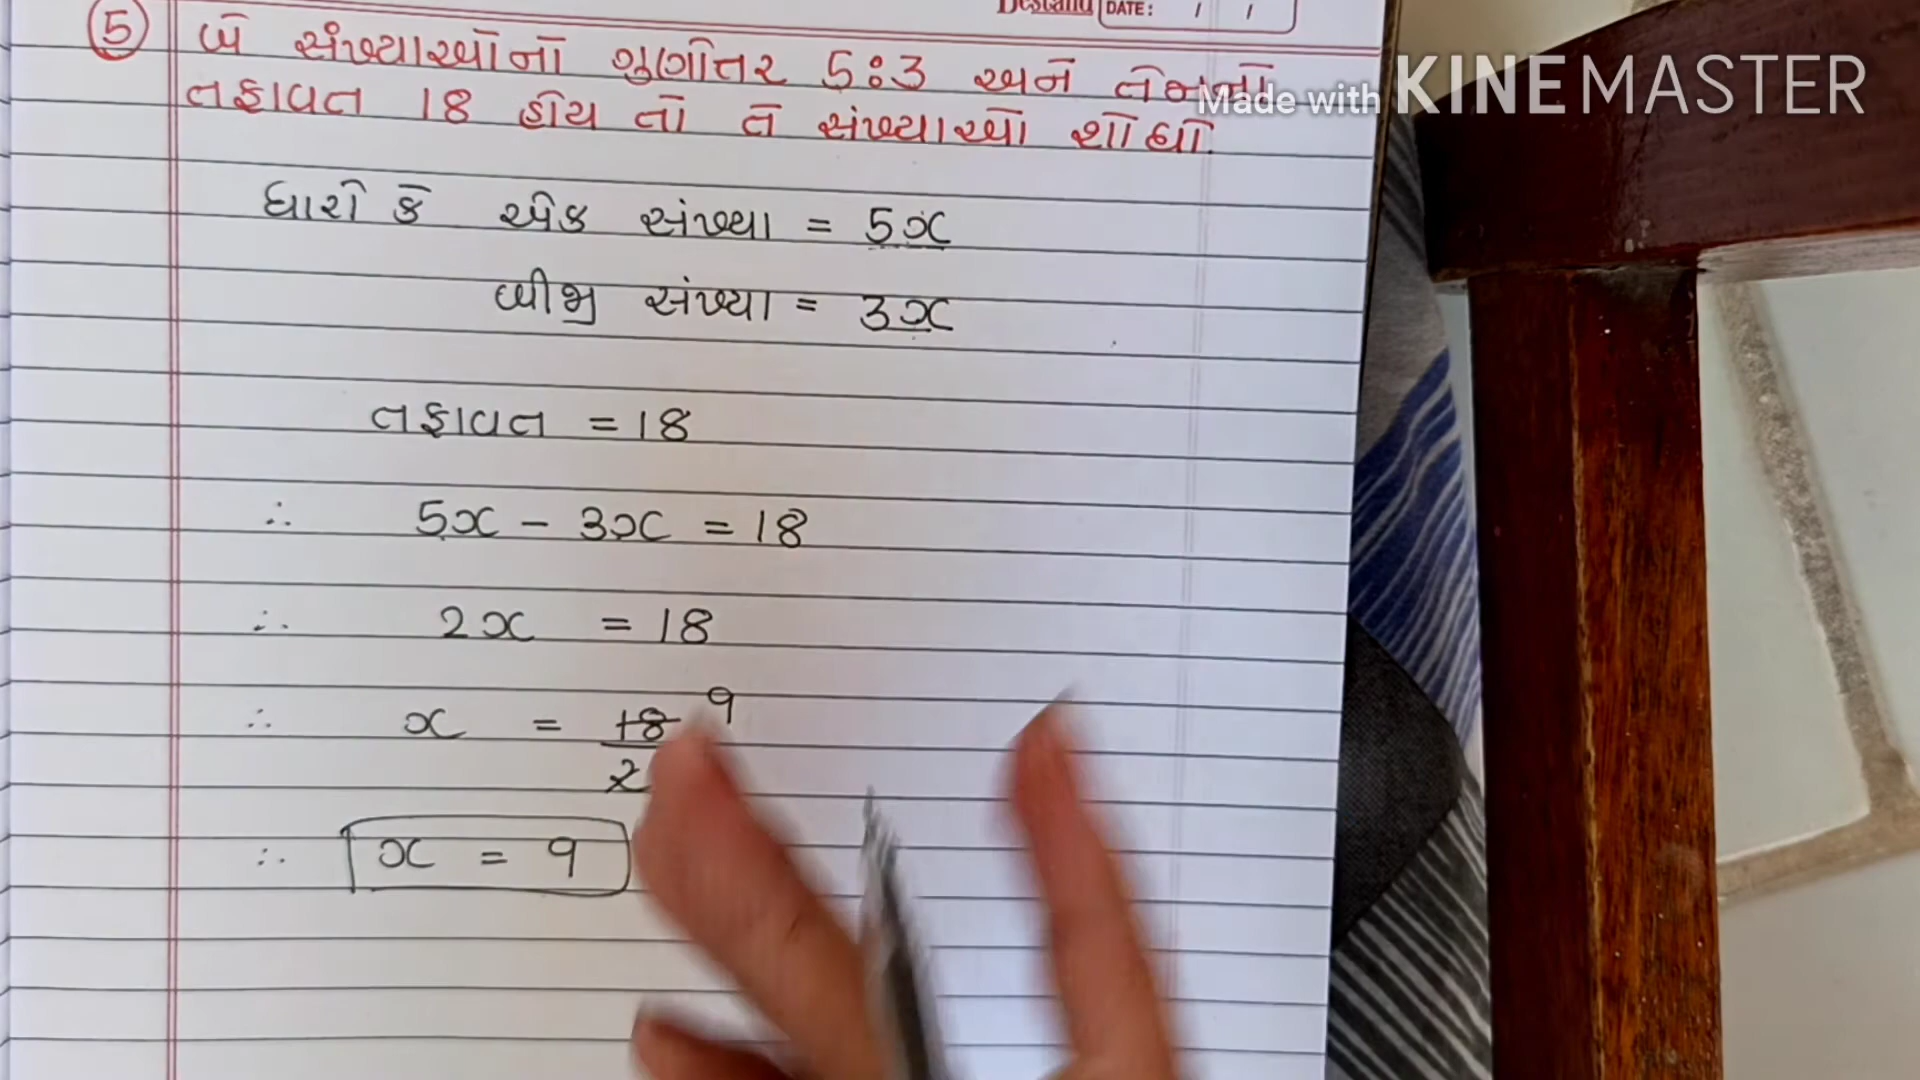 Bestand DATE: / /
Made with KINEMASTER
(5) બે સંખ્યાઓનો ગુણોત્તર 5:3 અને તેમનો
તફાવત 18 હોય તો તે સંખ્યાઓ શોધો.
ધારો કે એક સંખ્યા = 5x
બીજી સંખ્યા = 3x
તફાવત = 18
∴ 5x - 3x = 18
∴ 2x = 18
∴ x = 18/2 9
∴ x = 9